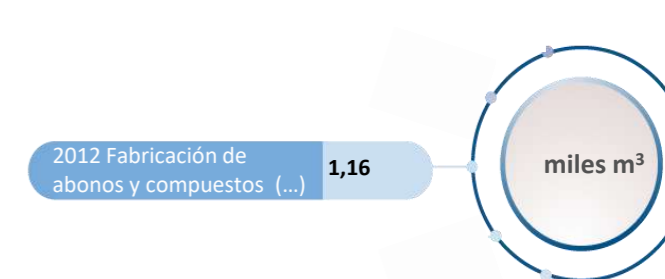 2012 Fabricación de
abonos y compuestos (...)
1,16
miles m³